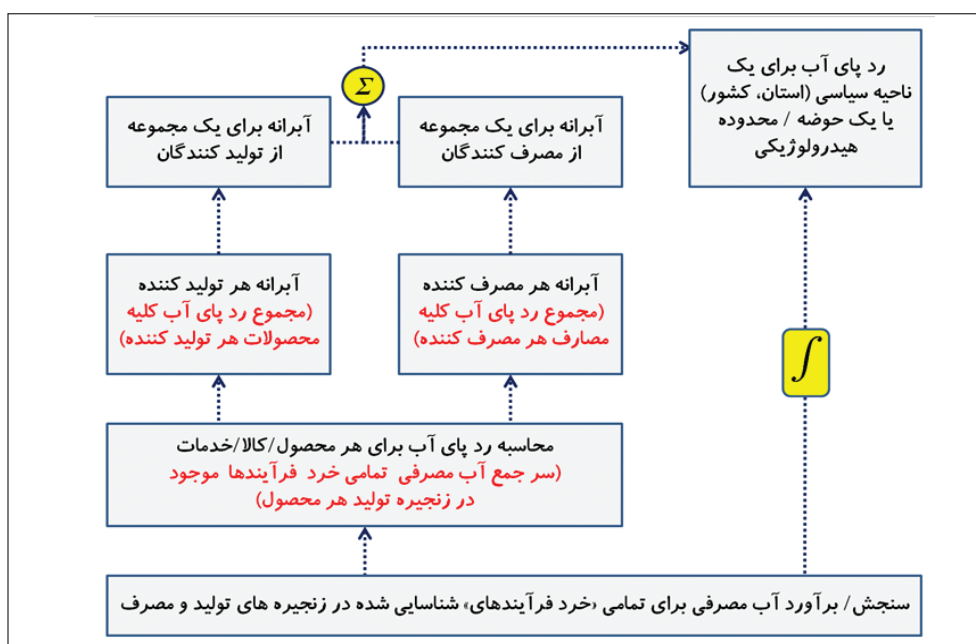 رد پای آب برای یک
ناحیه سیاسی (استان، کشور)
یا یک حوضه / محدوده
هیدرولوژیکی
Σ
آبرانه برای یک مجموعه
از مصرف کنندگان
آبرانه برای یک مجموعه
از تولید کنندگان
آبرانه هر مصرف کننده
(مجموع رد پای آب کلیه
مصارف هر مصرف کننده)
آبرانه هر تولید کننده
(مجموع رد پای آب کلیه
محصولات هر تولید کننده)
∫
محاسبه رد پای آب برای هر محصول/کالا/خدمات
(سر جمع آب مصرفی تمامی خرد فرآیندها موجود
در زنجیره تولید هر محصول)
سنجش/ برآورد آب مصرفی برای تمامی «خرد فرآیندهای» شناسایی شده در زنجیره های تولید و مصرف